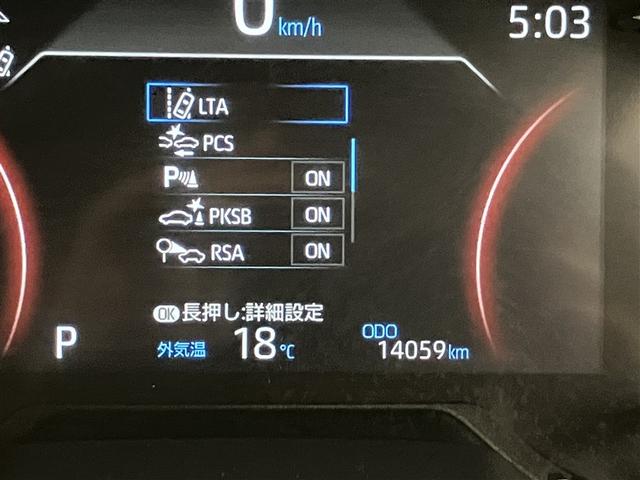 0 km/h
5:03
LTA
PCS
P ON
PKSB ON
RSA ON
OK 長押し:詳細設定
P 外気温 18℃ ODO 14059km